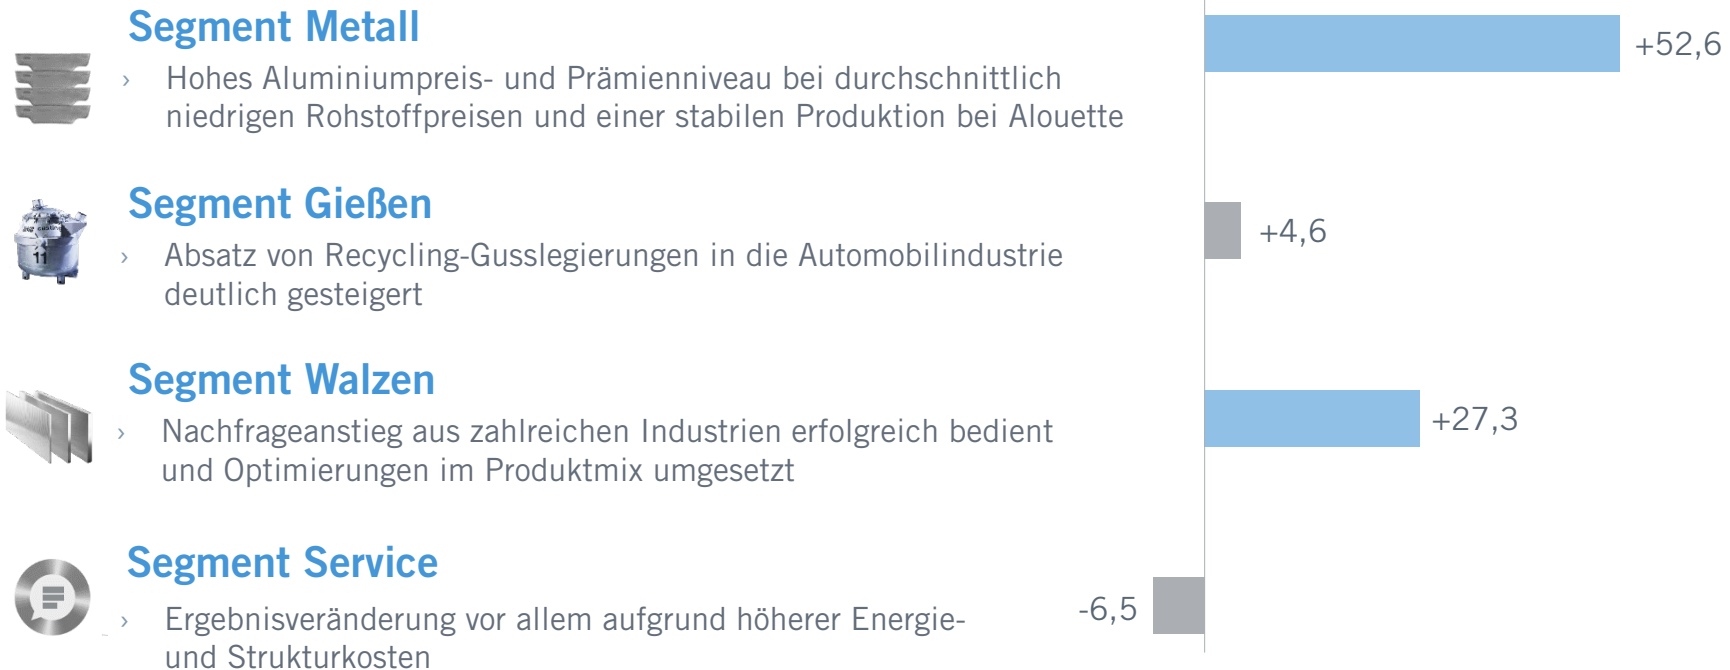 Segment Metall
+52,6
› Hohes Aluminiumpreis- und Prämienniveau bei durchschnittlich
niedrigen Rohstoffpreisen und einer stabilen Produktion bei Alouette
Segment Gießen
+4,6
11
› Absatz von Recycling-Gusslegierungen in die Automobilindustrie
deutlich gesteigert
Segment Walzen
+27,3
› Nachfrageanstieg aus zahlreichen Industrien erfolgreich bedient
und Optimierungen im Produktmix umgesetzt
Segment Service
-6,5
› Ergebnisveränderung vor allem aufgrund höherer Energie-
und Strukturkosten